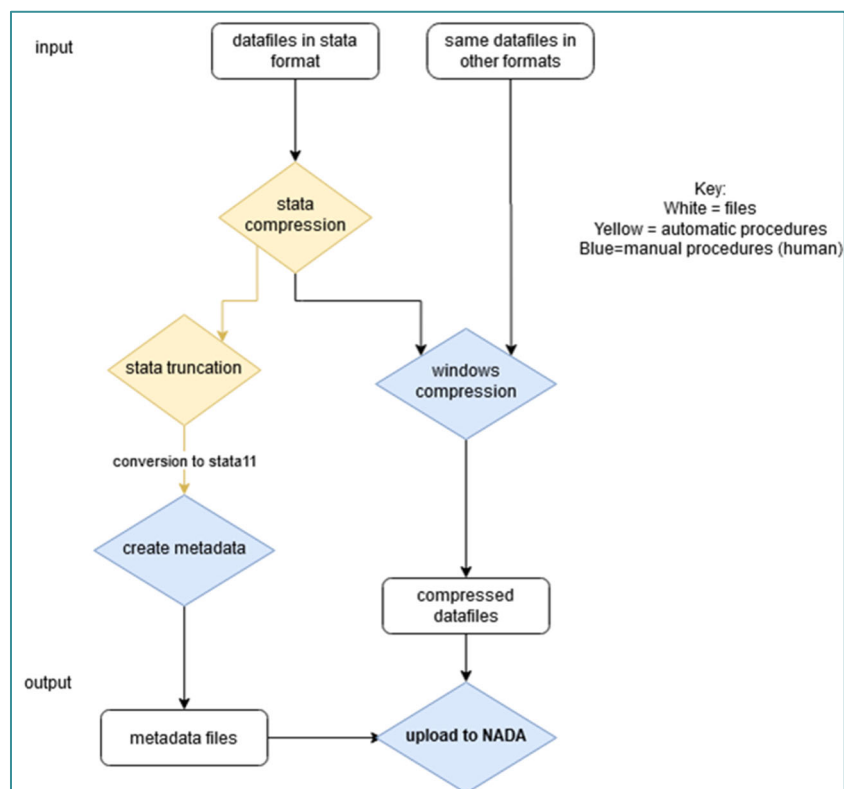 input
datafiles in stata
format
same datafiles in
other formats
stata
compression
Key:
White = files
Yellow = automatic procedures
Blue=manual procedures (human)
stata truncation
windows
compression
conversion to stata11
create metadata
compressed
datafiles
output
metadata files
upload to NADA